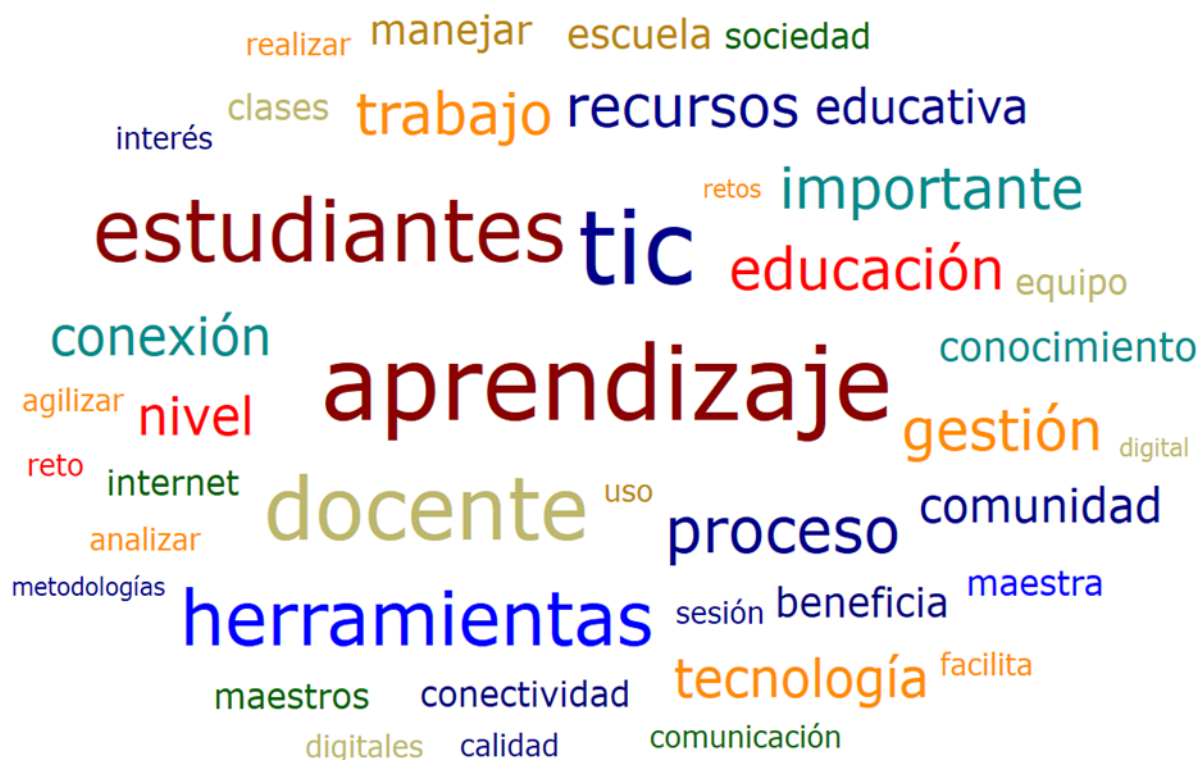 realizar manejar escuela sociedad
clases trabajo recursos educativa
interés
retos importante
estudiantes tic
educación equipo
conexión aprendizaje conocimiento
agilizar nivel gestión digital
reto internet
docente uso proceso comunidad
analizar
metodologías herramientas sesión beneficia maestra
maestros conectividad tecnología facilita
digitales calidad comunicación